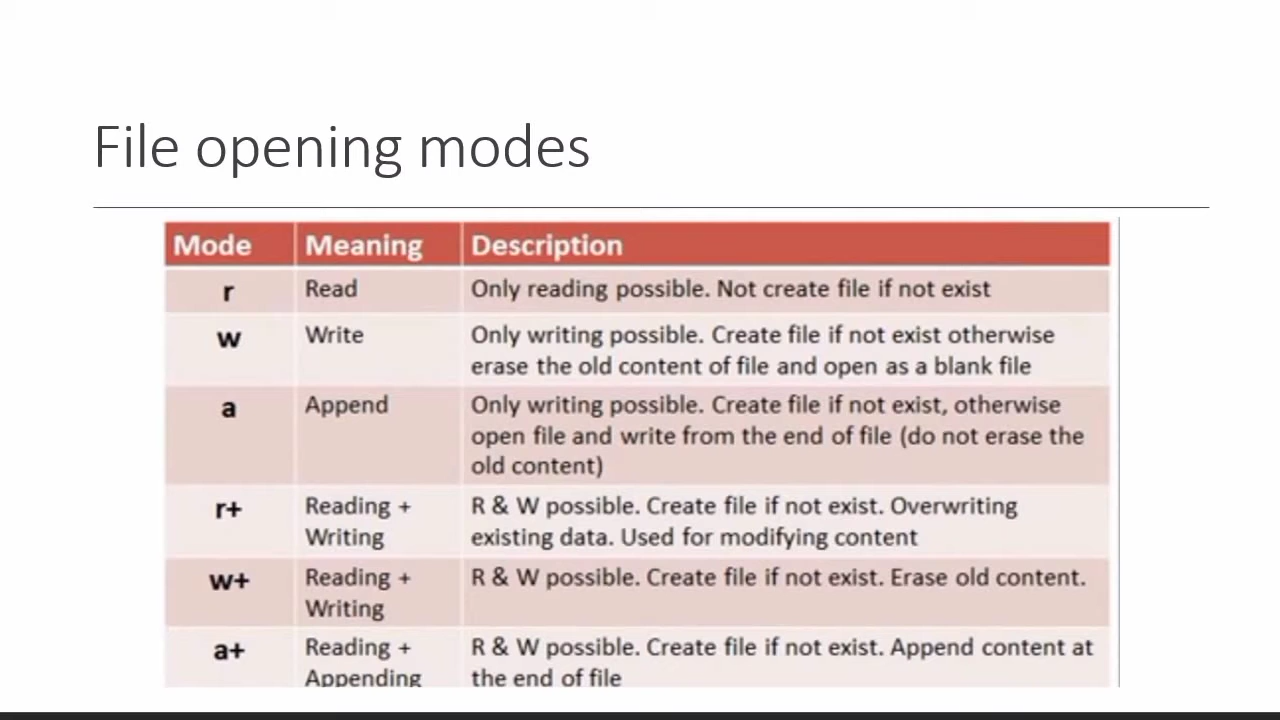 File opening modes
Mode Meaning Description
r Read Only reading possible. Not create file if not exist
w Write Only writing possible. Create file if not exist otherwise
erase the old content of file and open as a blank file
a Append Only writing possible. Create file if not exist, otherwise
open file and write from the end of file (do not erase the
old content)
r+ Reading + R & W possible. Create file if not exist. Overwriting
Writing existing data. Used for modifying content
w+ Reading + R & W possible. Create file if not exist. Erase old content.
Writing
a+ Reading + R & W possible. Create file if not exist. Append content at
Appending the end of file